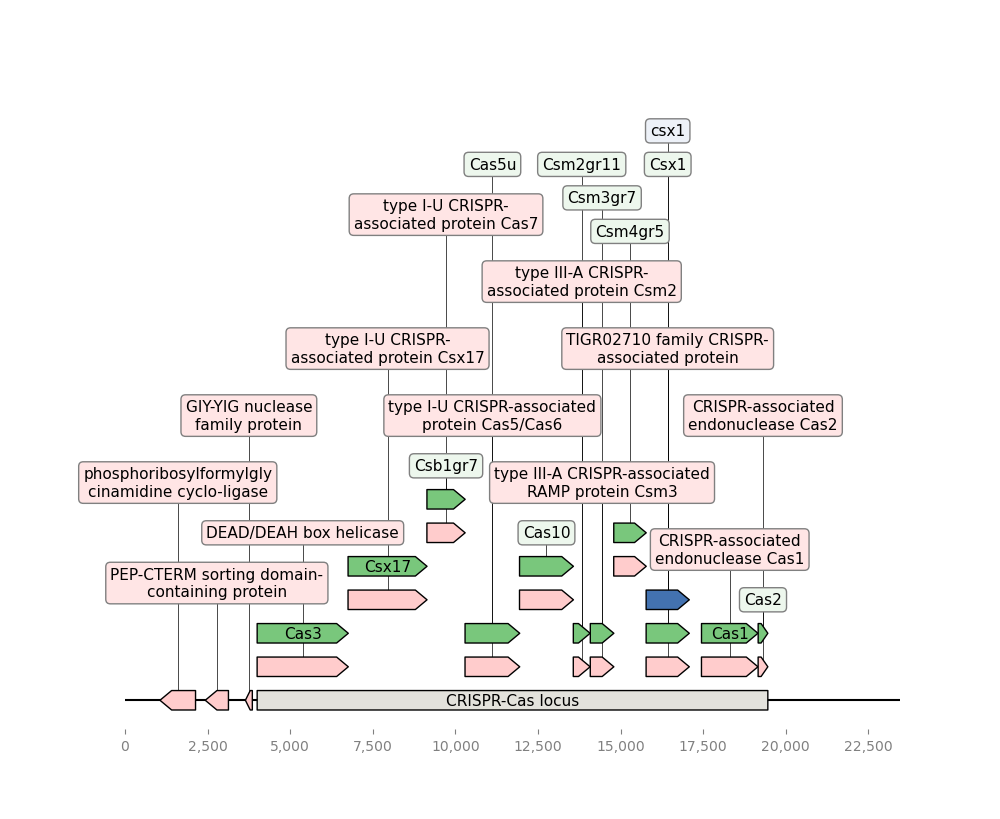 csx1
Cas5u
Csm2gr11
Csx1
type I-U CRISPR-
associated protein Cas7
Csm3gr7
Csm4gr5
type III-A CRISPR-
associated protein Csm2
type I-U CRISPR-
associated protein Csx17
TIGR02710 family CRISPR-
associated protein
GIY-YIG nuclease
family protein
type I-U CRISPR-associated
protein Cas5/Cas6
CRISPR-associated
endonuclease Cas2
Csb1gr7
phosphoribosylformylgly
cinamidine cyclo-ligase
type III-A CRISPR-associated
RAMP protein Csm3
DEAD/DEAH box helicase
Cas10
CRISPR-associated
endonuclease Cas1
Csx17
PEP-CTERM sorting domain-
containing protein
Cas2
Cas3
Cas1
CRISPR-Cas locus
0 2,500 5,000 7,500 10,000 12,500 15,000 17,500 20,000 22,500